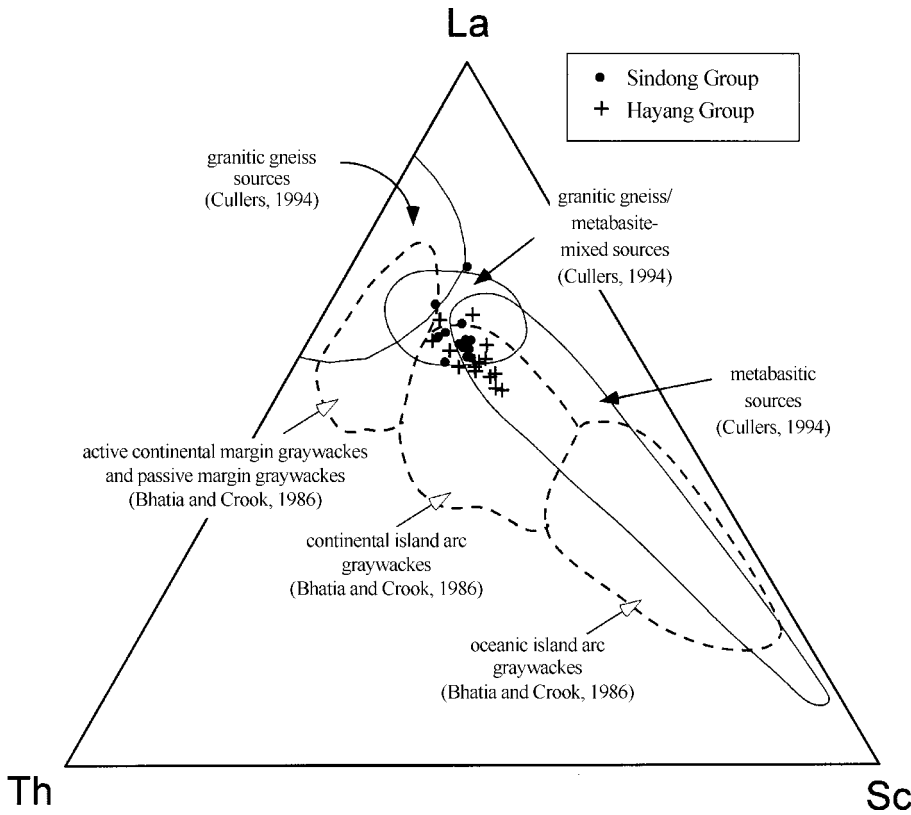 La
Sindong Group
Hayang Group
granitic gneiss
sources
(Cullers, 1994)
granitic gneiss/
metabasite-
mixed sources
(Cullers, 1994)
metabasitic
sources
(Cullers, 1994)
active continental margin graywackes
and passive margin graywackes
(Bhatia and Crook, 1986)
continental island arc
graywackes
(Bhatia and Crook, 1986)
oceanic island arc
graywackes
(Bhatia and Crook, 1986)
Th
Sc